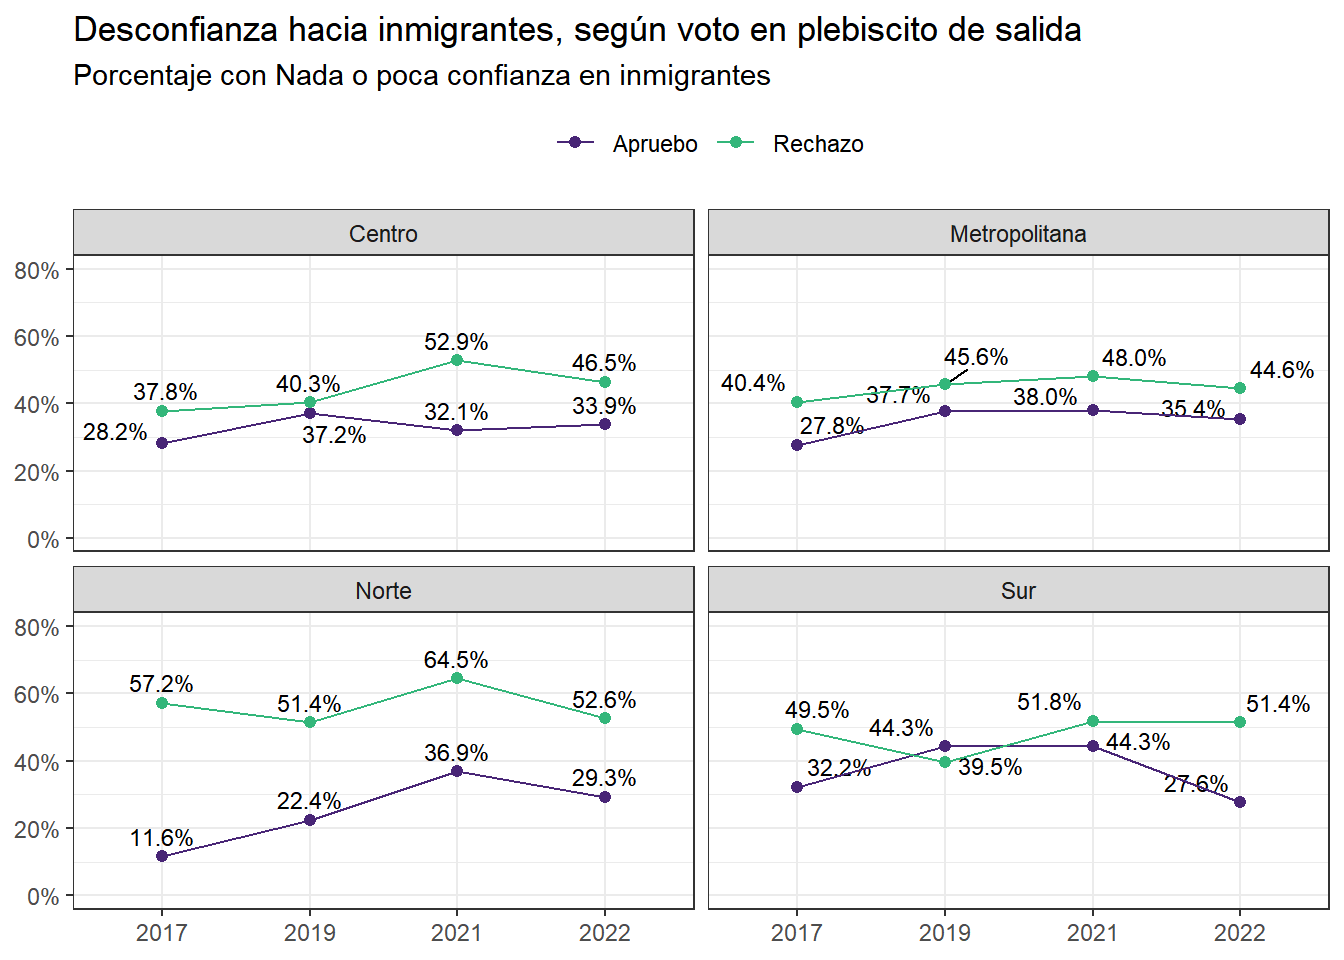 Desconfianza hacia inmigrantes, según voto en plebiscito de salida
Porcentaje con Nada o poca confianza en inmigrantes
Apruebo Rechazo
Centro Metropolitana
80%
60%
40%
20%
0%
37.8% 40.3% 52.9% 46.5%
28.2% 37.2% 32.1% 33.9%
40.4% 45.6% 48.0% 44.6%
27.8% 37.7% 38.0% 35.4%
Norte Sur
80%
60%
40%
20%
0%
57.2% 51.4% 64.5% 52.6%
11.6% 22.4% 36.9% 29.3%
49.5% 39.5% 51.8% 51.4%
32.2% 44.3% 44.3% 27.6%
2017 2019 2021 2022 2017 2019 2021 2022